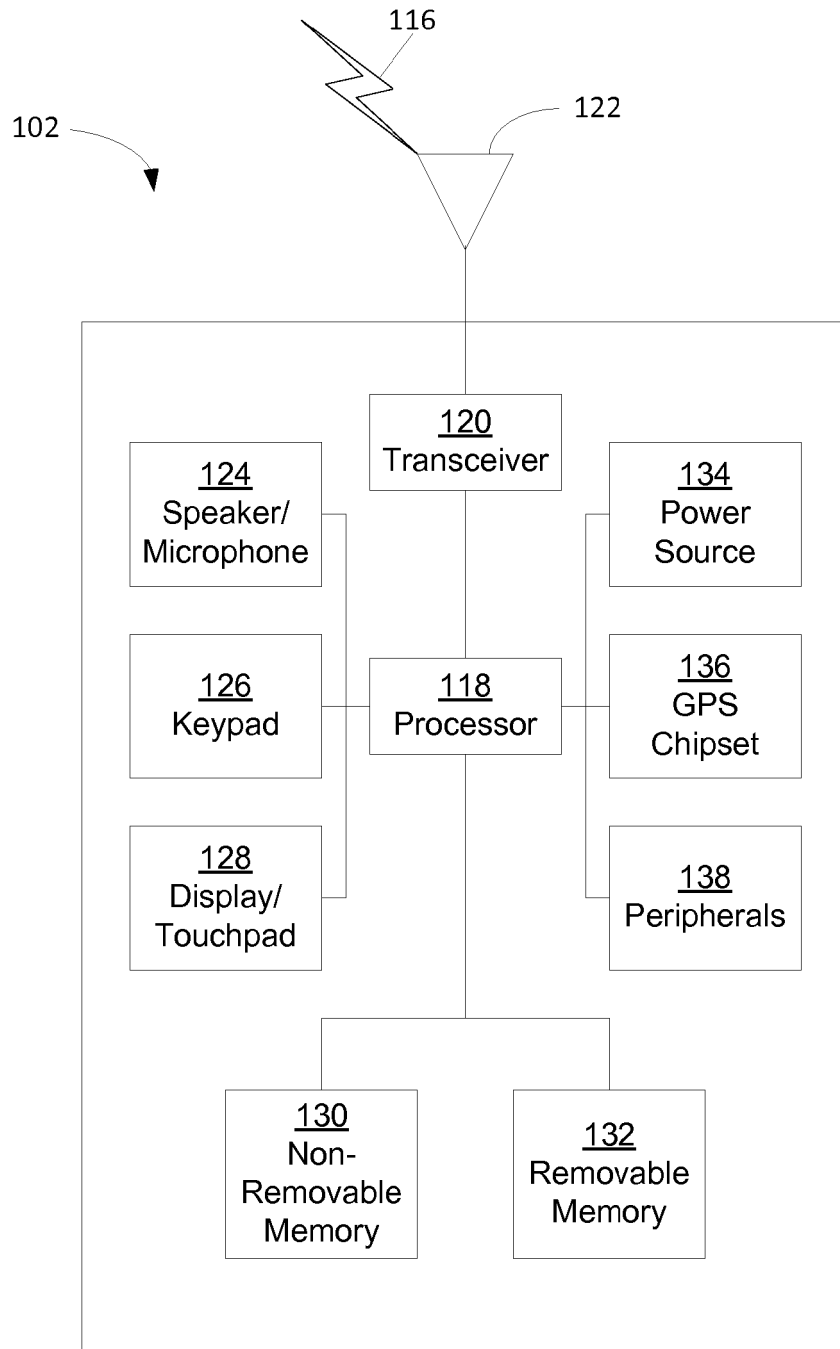 116
122
102
120
Transceiver
124
Speaker/
Microphone
134
Power
Source
126
Keypad
118
Processor
136
GPS
Chipset
128
Display/
Touchpad
138
Peripherals
130
Non-
Removable
Memory
132
Removable
Memory